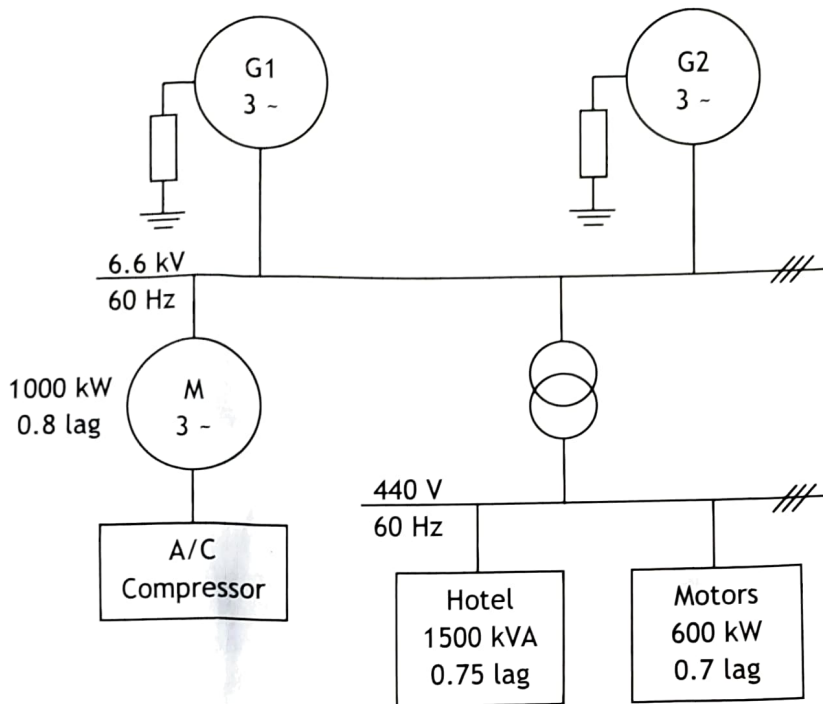 G1
3 ~
G2
3 ~
6.6 kV
60 Hz
1000 kW
0.8 lag
M
3 ~
440 V
60 Hz
A/C
Compressor
Hotel
1500 kVA
0.75 lag
Motors
600 kW
0.7 lag